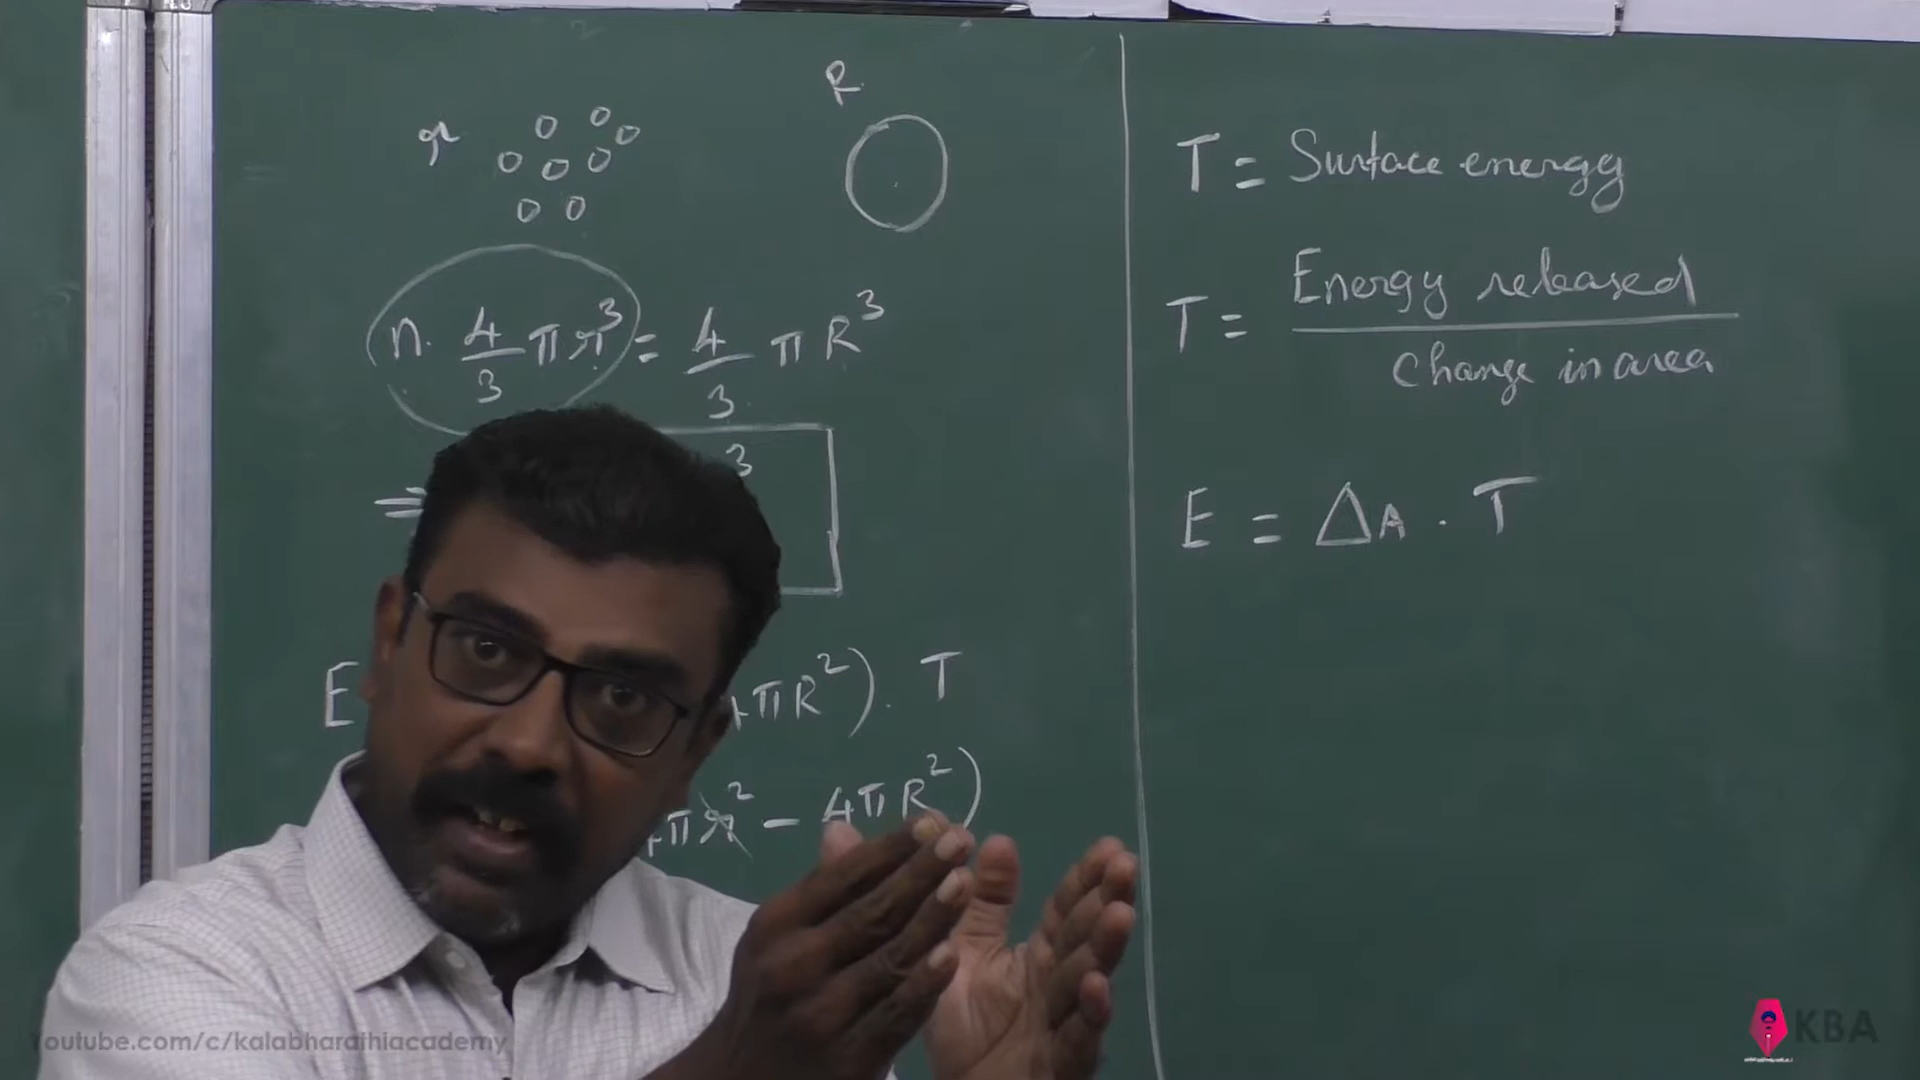 r
R
n. 4/3 π r³ = 4/3 π R³
⇒
3
E
4πR²). T
4πr² - 4πR²)
T = Surface energy
T = Energy released / Change in area
E = ΔA . T
Youtube.com/c/kalabharathiacademy
KBA